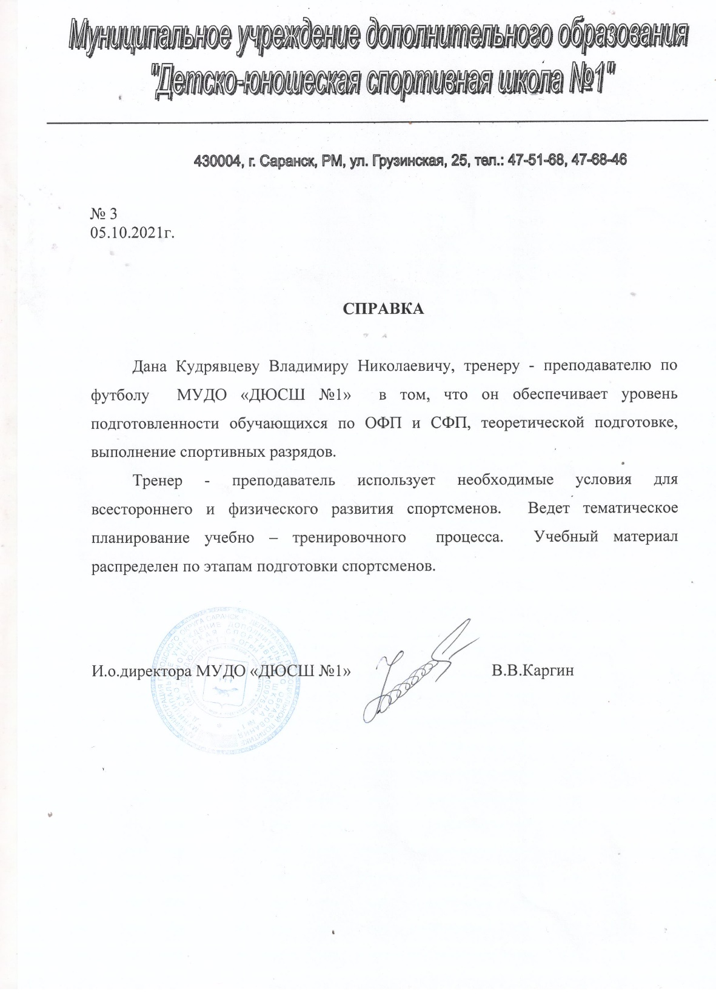 Муниципальное учреждение дополнительного образования
"Детско-юношеская спортивная школа №1"
430004, г. Саранск, РМ, ул. Грузинская, 25, тел.: 47-51-68, 47-68-46
№ 3
05.10.2021г.
СПРАВКА
Дана Кудрявцеву Владимиру Николаевичу, тренеру - преподавателю по
футболу МУДО «ДЮСШ №1» в том, что он обеспечивает уровень
подготовленности обучающихся по ОФП и СФП, теоретической подготовке,
выполнение спортивных разрядов.
Тренер - преподаватель использует необходимые условия для
всестороннего и физического развития спортсменов. Ведет тематическое
планирование учебно – тренировочного процесса. Учебный материал
распределен по этапам подготовки спортсменов.
И.о.директора МУДО «ДЮСШ №1» В.В.Каргин